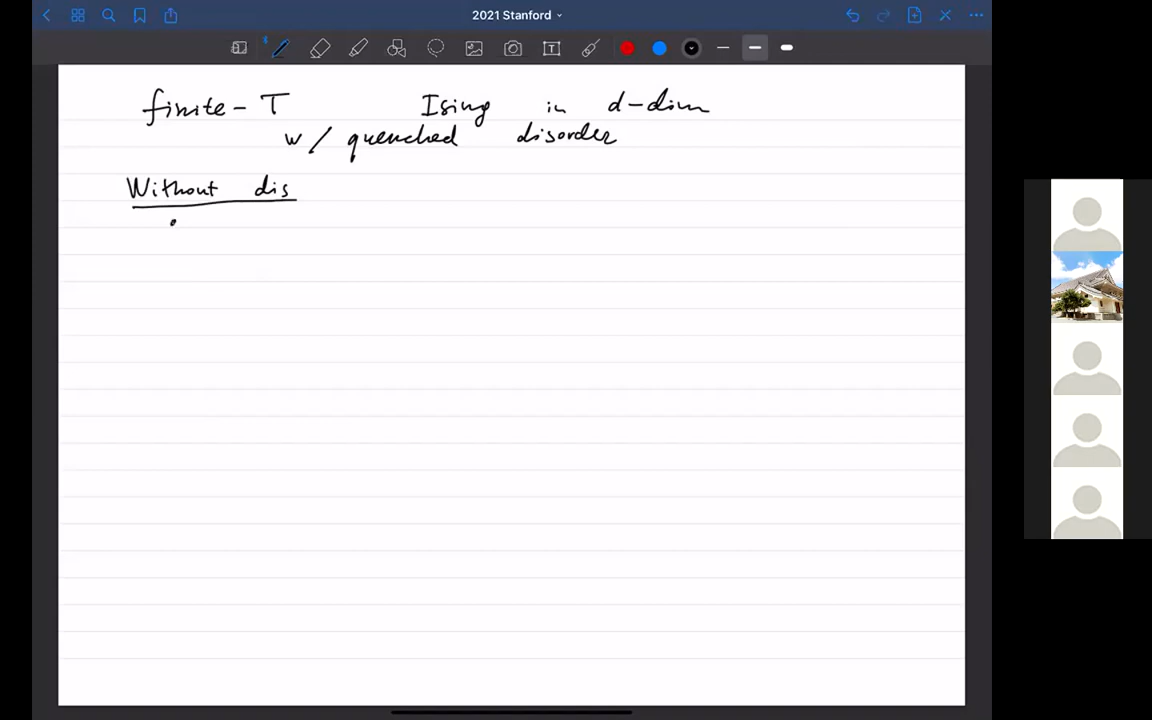 2021 Stanford
finite-T Ising in d-dim
w/ quenched disorder
Without dis